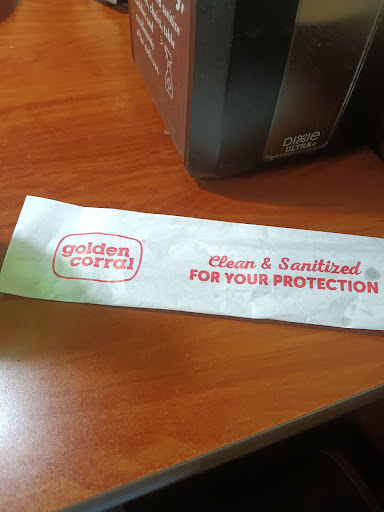 DIXIE
ULTRA®
golden
corral
Clean & Sanitized
FOR YOUR PROTECTION